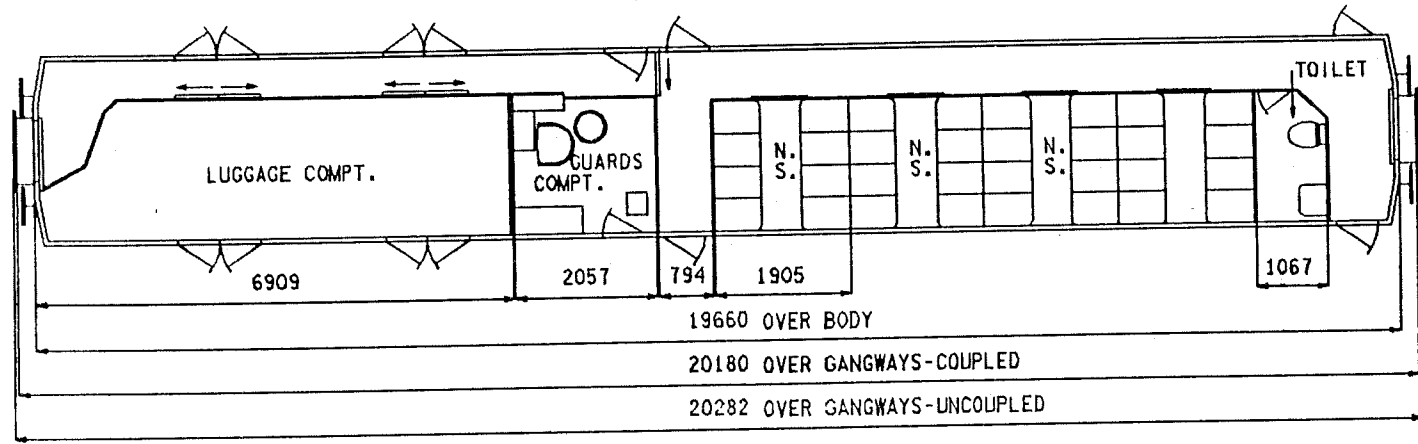 TOILET
N.
S.
N.
S.
N.
S.
LUGGAGE COMPT.
GUARDS
COMPT.
6909
2057
794
1905
1067
19660 OVER BODY
20180 OVER GANGWAYS-COUPLED
20282 OVER GANGWAYS-UNCOUPLED